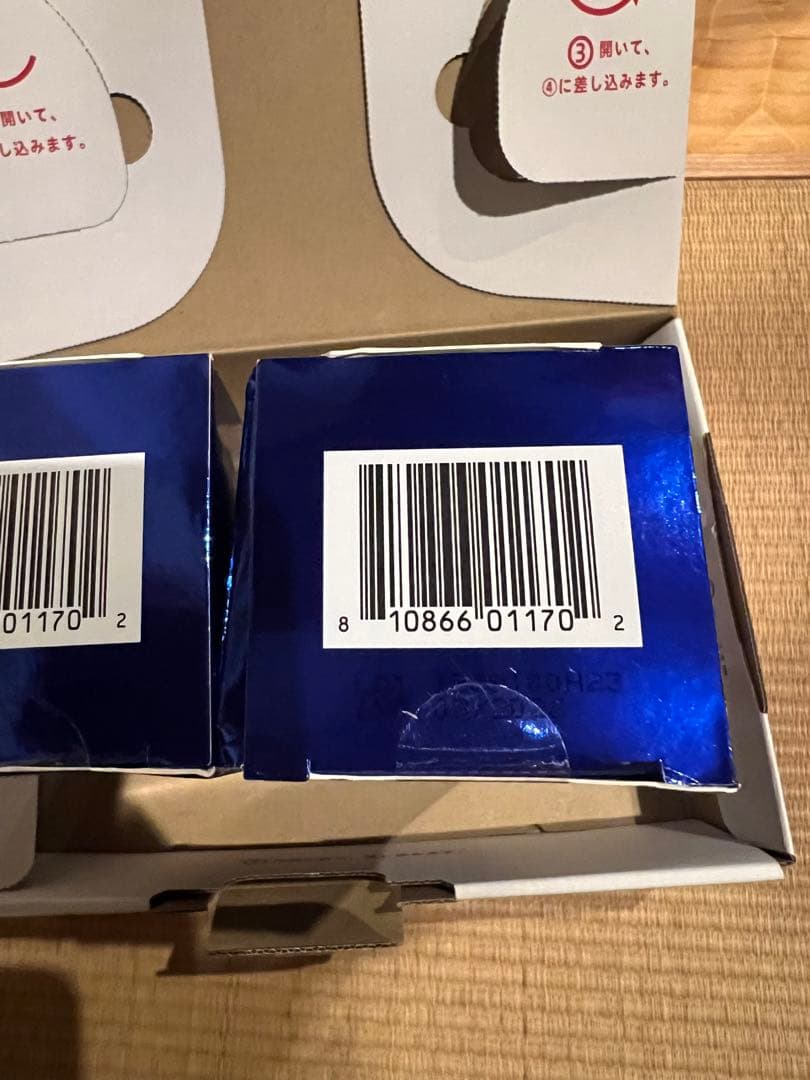 ③開いて、
④に差し込みます。
開いて、
し込みます。
01170 2
8 10866 01170 2